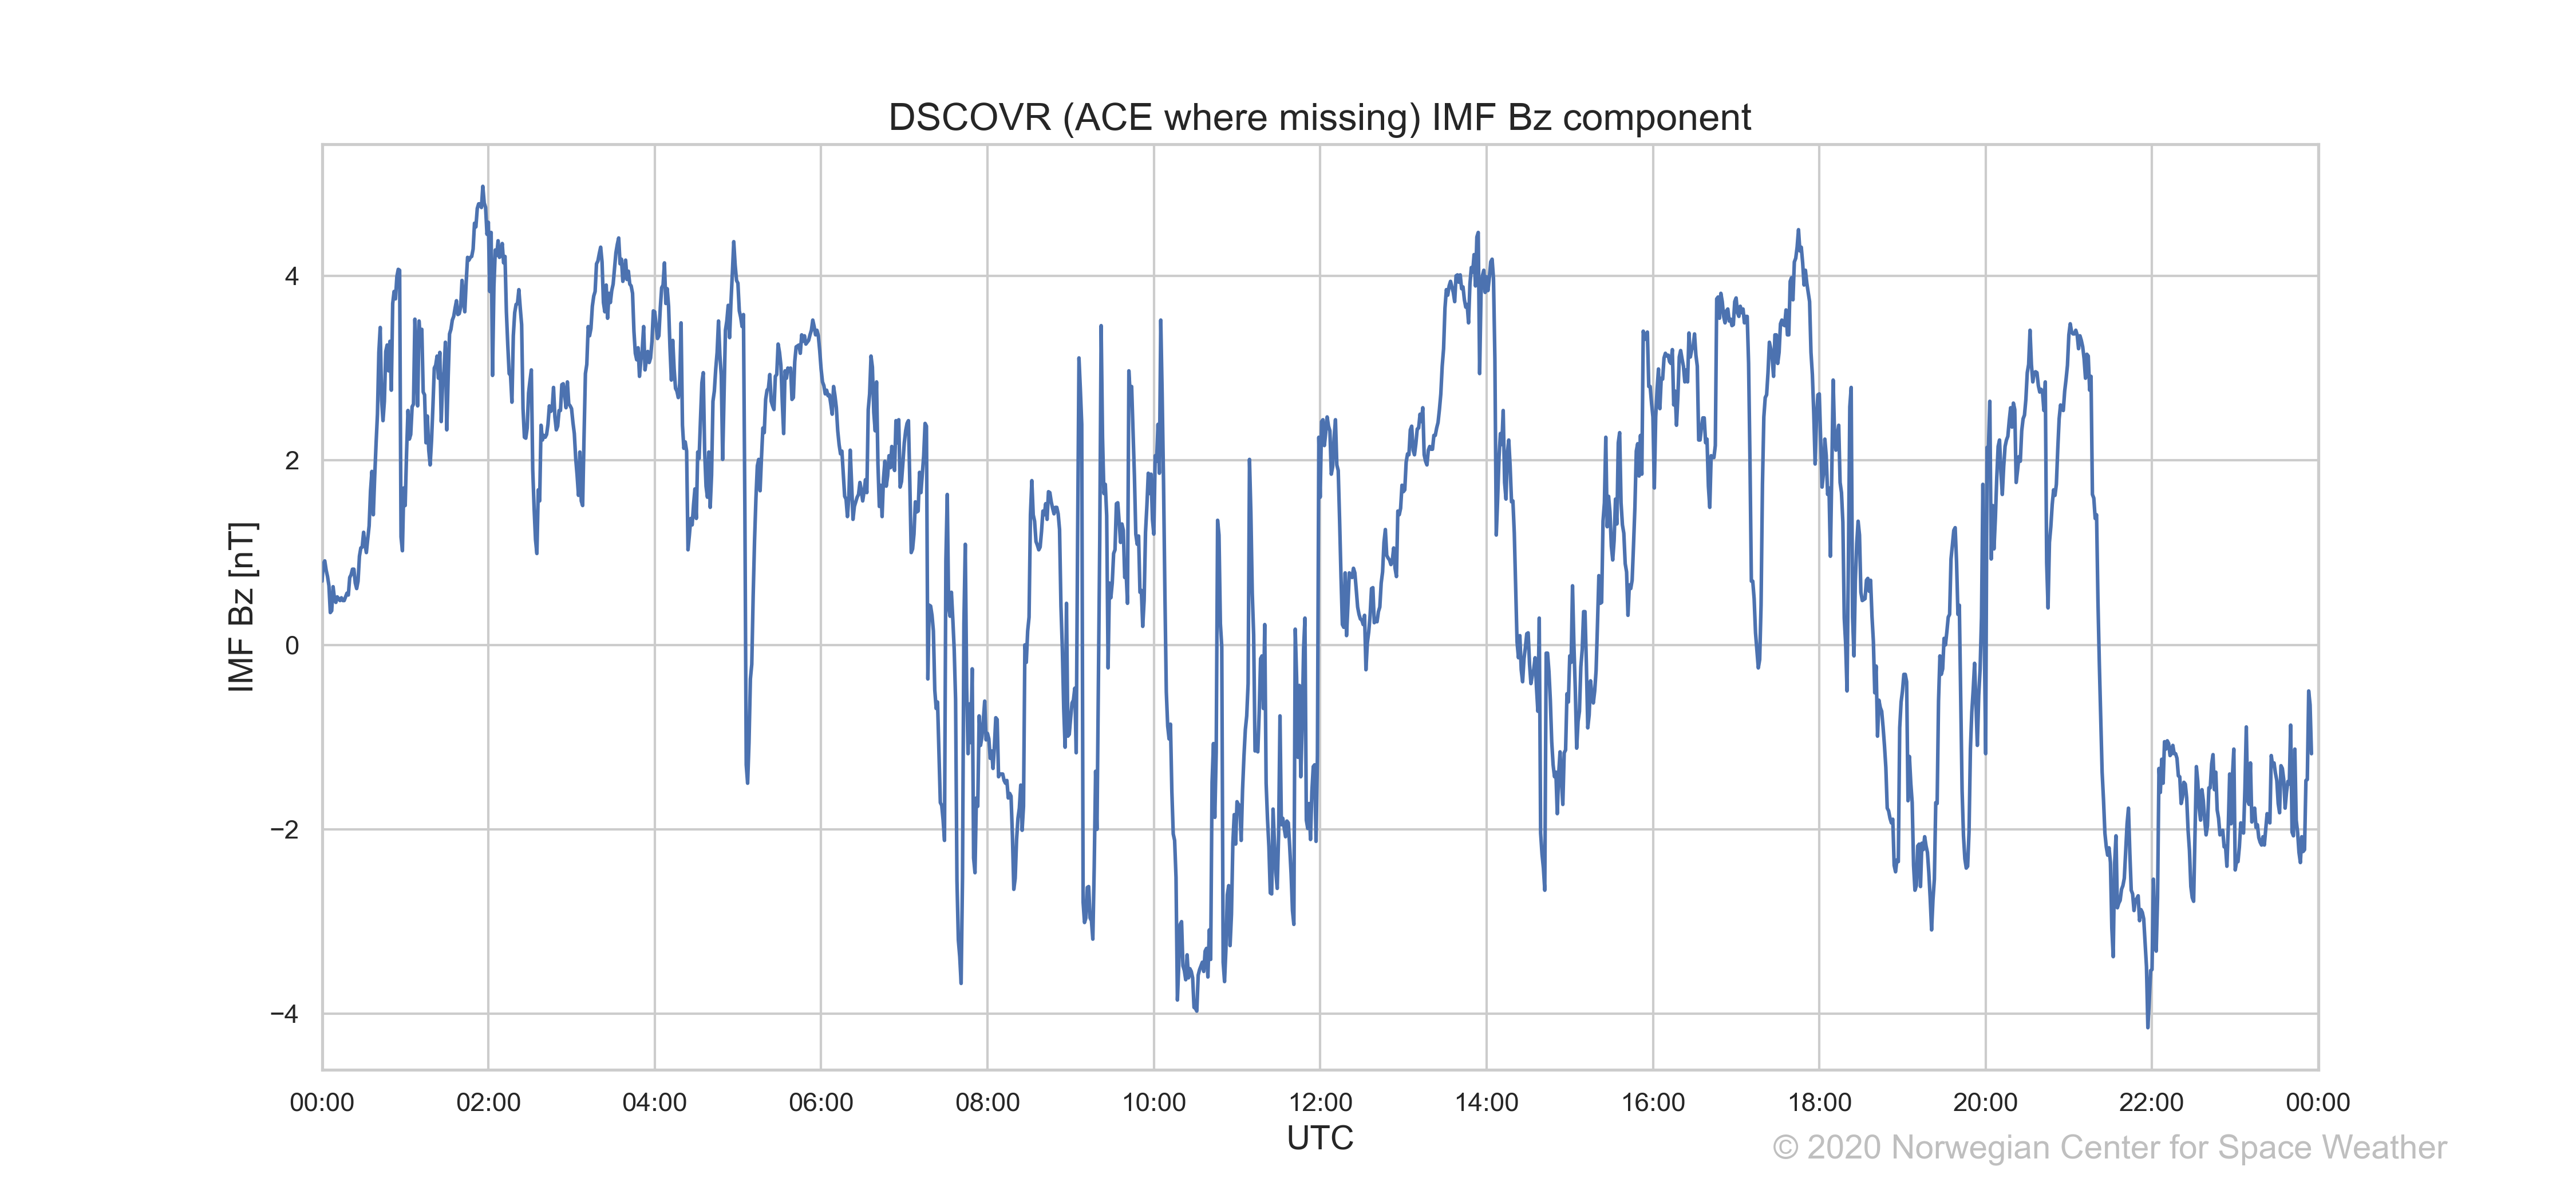 DSCOVR (ACE where missing) IMF Bz component
IMF Bz [nT]
4
2
0
−2
−4
00:00 02:00 04:00 06:00 08:00 10:00 12:00 14:00 16:00 18:00 20:00 22:00 00:00
UTC
© 2020 Norwegian Center for Space Weather